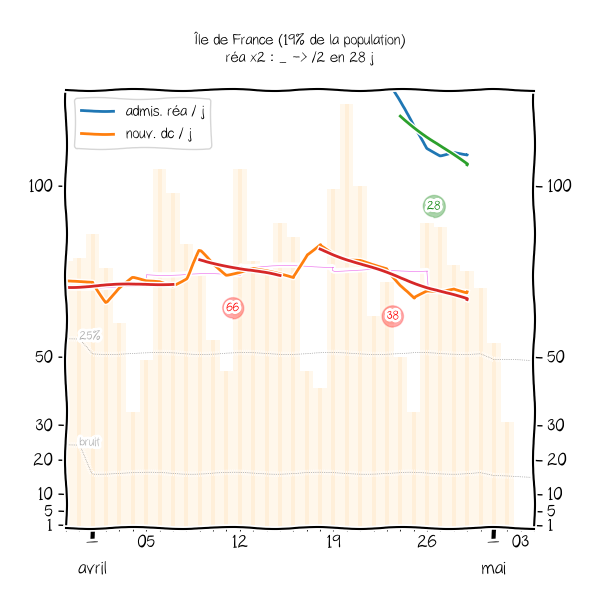 Île de France (19% de la population)
réa x2 : _ -> /2 en 28 j
admis. réa / j
nouv. dc / j
100 100
28
66 38
25%
50 50
30 30
bruit
20 20
10 10
5 5
1 1
05 12 19 26 03
avril mai